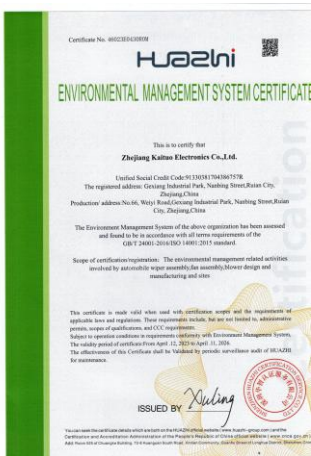 Certificate No.
HUAZHI
ENVIRONMENTAL MANAGEMENT SYSTEM CERTIFICATE
This is to certify that
Zhejiang Kaituo Electronics Co.,Ltd.
Unified Social Credit Code:91330381704386757R
The registered address: Gexiang Industrial Park, Nanbing Street,Ruian City,
Zhejiang,China
Production address:No.66, Weiyi Road,Gexiang Industrial Park, Nanbing Street,Ruian
City, Zhejiang,China
The Environment Management System of the above organization has been assessed
and found to be in accordance with all terms requirements of the
GB/T 24001-2016/ISO 14001:2015 standard.
Scope of certification/registration: The environmental management related activities
involved by automobile wiper assembly,fan assembly,blower design and
manufacturing and sites
This certificate is made valid when used with certification scopes and the requirements of
applicable laws and regulations. These requirements include, but are not limited to, administrative
permits, scopes of qualifications, and CCC requirements.
Subject to operation conditions in requirements conformity with Environment Management System.
The validity period of certificate:From April 12, 2023 to April 11, 2026.
The effectiveness of this Certificate shall be Validated by periodic surveillance audit of HUAZHI
for maintenance.
ISSUED BY